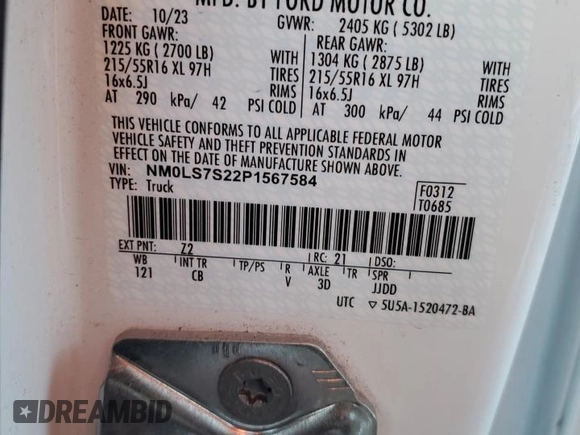 MFD. BY FORD MOTOR CO.
DATE: 10/23 GVWR: 2405 KG ( 5302 LB)
FRONT GAWR: REAR GAWR:
1225 KG ( 2700 LB) WITH 1304 KG ( 2875 LB) WITH
215/55R16 XL 97H TIRES 215/55R16 XL 97H TIRES
16x6.5J RIMS 16x6.5J RIMS
AT 290 kPa/ 42 PSI COLD AT 300 kPa/ 44 PSI COLD
THIS VEHICLE CONFORMS TO ALL APPLICABLE FEDERAL MOTOR
VEHICLE SAFETY AND THEFT PREVENTION STANDARDS IN
EFFECT ON THE DATE OF MANUFACTURE SHOWN ABOVE.
VIN: NM0LS7S22P1567584
TYPE: Truck
F0312
T0685
EXT PNT: Z2 RC: 21 DSO:
WB INT TR TP/PS R AXLE TR SPR
121 CB V 3D JJDD
UTC ▽ 5U5A-1520472-BA
DREAMBID